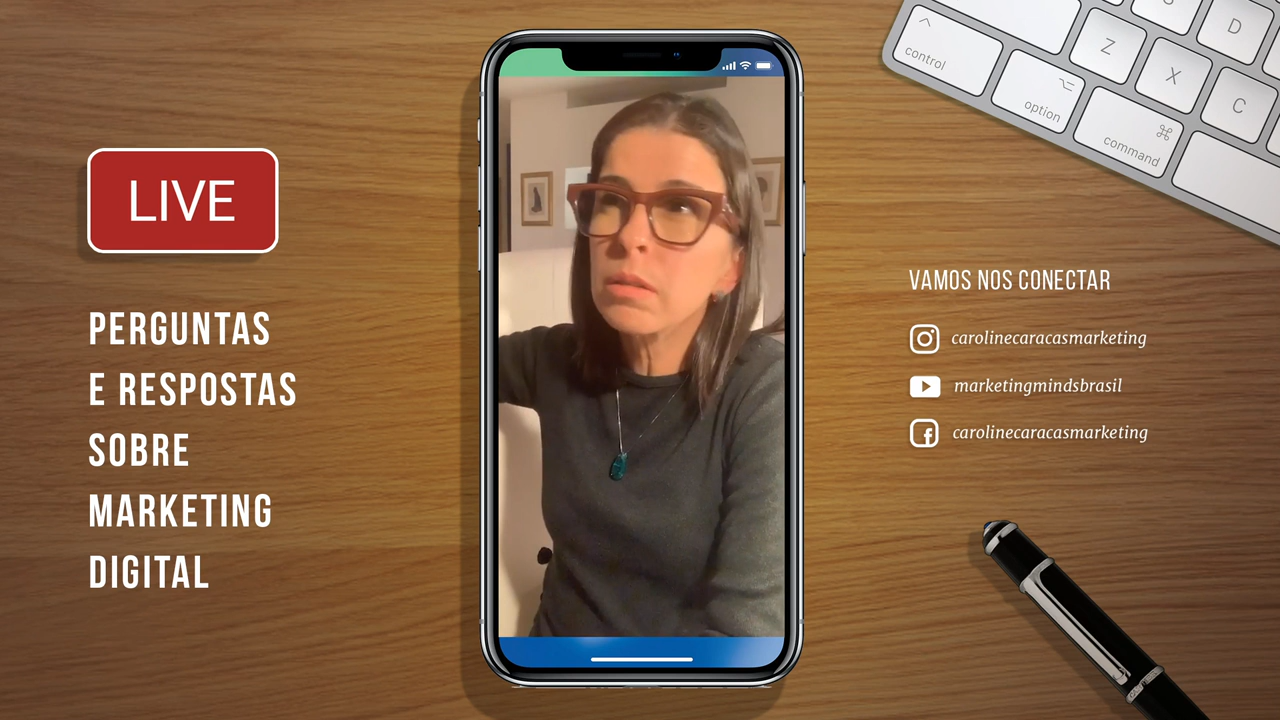 LIVE
PERGUNTAS
E RESPOSTAS
SOBRE
MARKETING
DIGITAL
VAMOS NOS CONECTAR
carolinecaracasmarketing
marketingmindsbrasil
carolinecaracasmarketing
control
option
command
Z
X
C
S
D